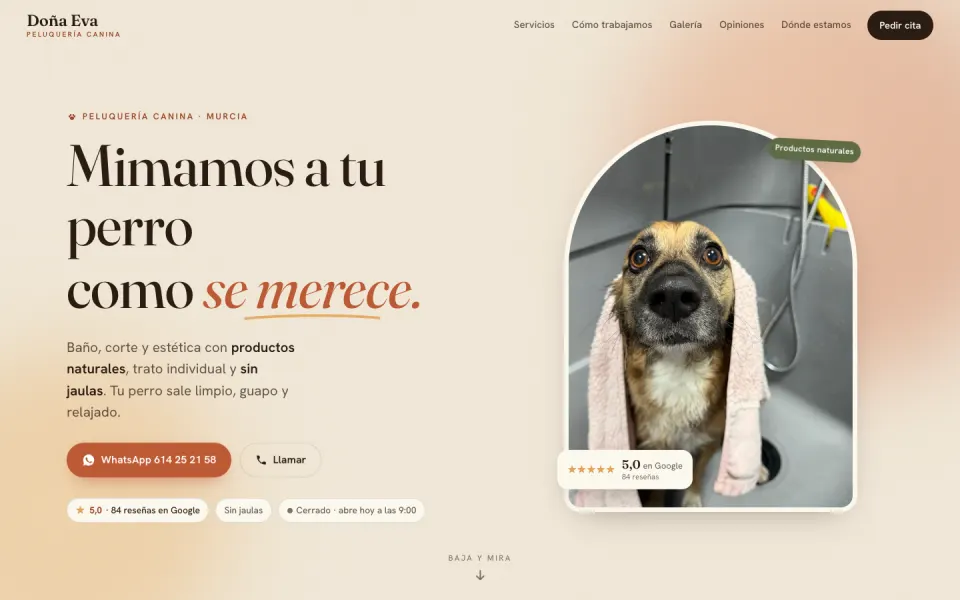 Doña Eva
PELUQUERÍA CANINA
Servicios
Cómo trabajamos
Galería
Opiniones
Dónde estamos
Pedir cita
PELUQUERÍA CANINA · MURCIA
Mimamos a tu
perro
como se merece.
Baño, corte y estética con productos
naturales, trato individual y sin
jaulas. Tu perro sale limpio, guapo y
relajado.
WhatsApp 614 25 21 58
Llamar
5,0 · 84 reseñas en Google
Sin jaulas
Cerrado · abre hoy a las 9:00
Productos naturales
5,0 en Google
84 reseñas
BAJA Y MIRA